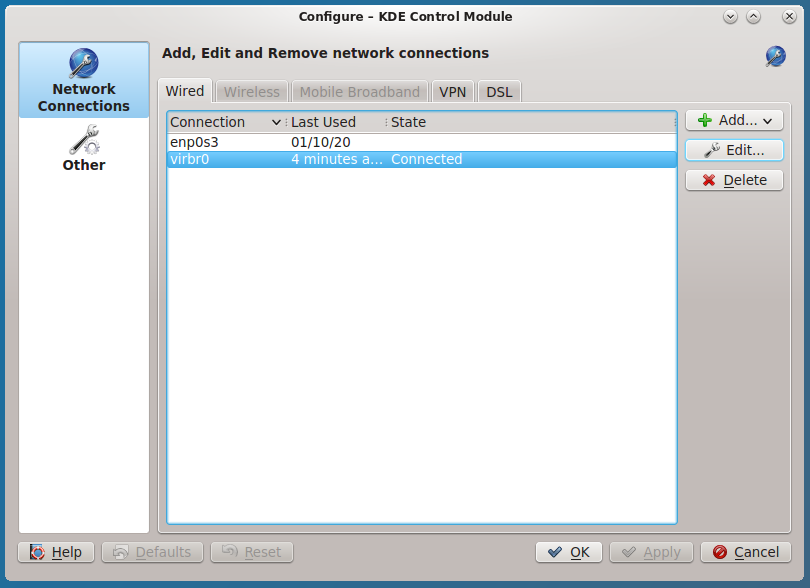 Configure – KDE Control Module
Network
Connections
Other
Add, Edit and Remove network connections
Wired Wireless Mobile Broadband VPN DSL
Connection Last Used State
enp0s3 01/10/20
virbr0 4 minutes a... Connected
Add...
Edit...
Delete
Help Defaults Reset OK Apply Cancel